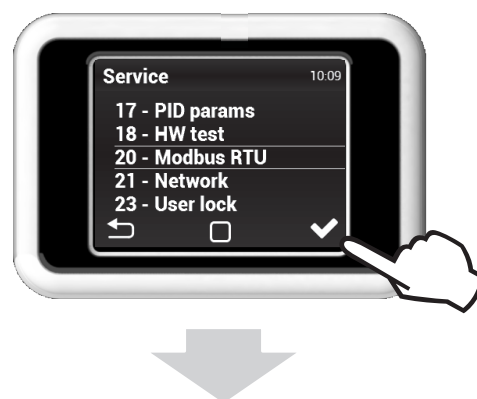 Service 10:09
17 - PID params
18 - HW test
20 - Modbus RTU
21 - Network
23 - User lock